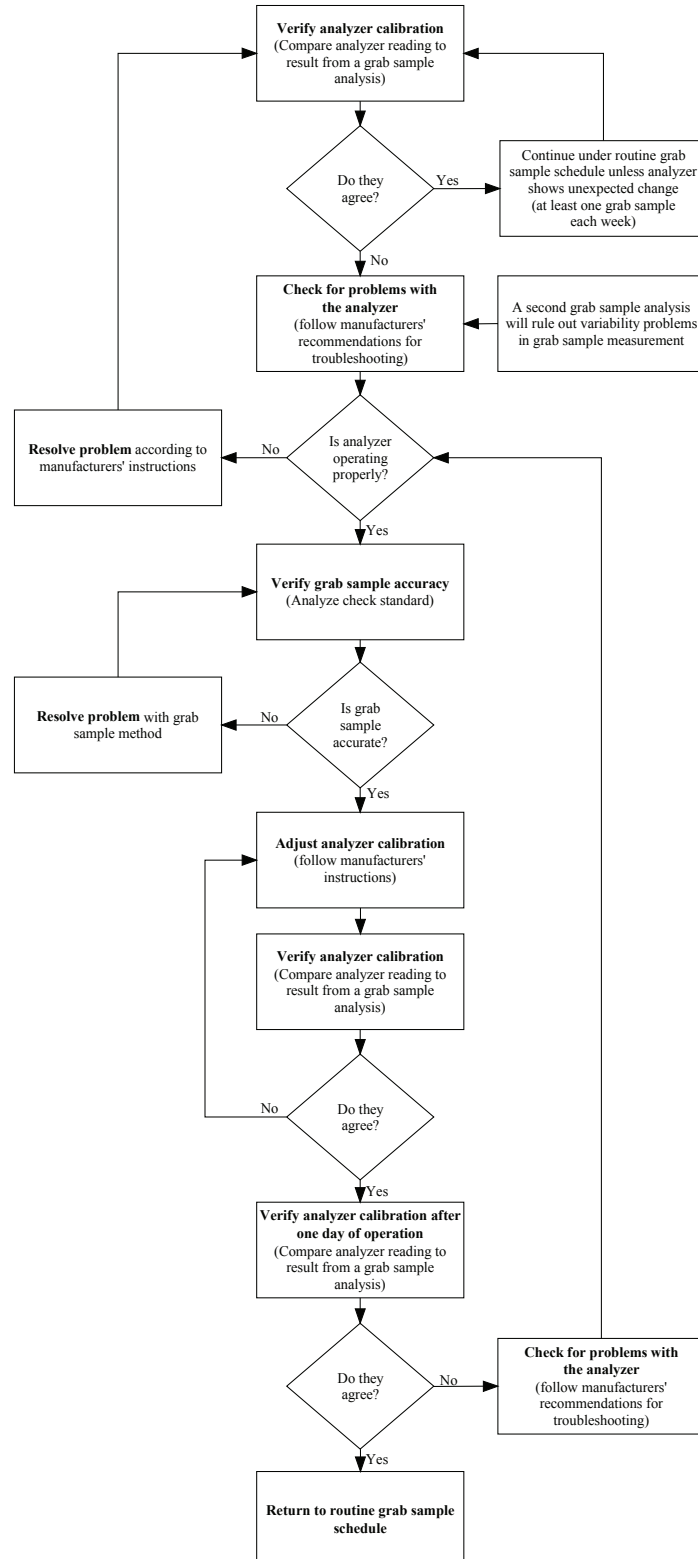 Verify analyzer calibration
(Compare analyzer reading to
result from a grab sample
analysis)
Do they
agree?
Yes
Continue under routine grab
sample schedule unless analyzer
shows unexpected change
(at least one grab sample
each week)
No
Check for problems with
the analyzer
(follow manufacturers'
recommendations for
troubleshooting)
A second grab sample analysis
will rule out variability problems
in grab sample measurement
Is analyzer
operating
properly?
No
Resolve problem according to
manufacturers' instructions
Yes
Verify grab sample accuracy
(Analyze check standard)
Is grab
sample
accurate?
No
Resolve problem with grab
sample method
Yes
Adjust analyzer calibration
(follow manufacturers'
instructions)
Verify analyzer calibration
(Compare analyzer reading to
result from a grab sample
analysis)
Do they
agree?
No
Yes
Verify analyzer calibration after
one day of operation
(Compare analyzer reading to
result from a grab sample
analysis)
Do they
agree?
No
Check for problems with
the analyzer
(follow manufacturers'
recommendations for
troubleshooting)
Yes
Return to routine grab sample
schedule